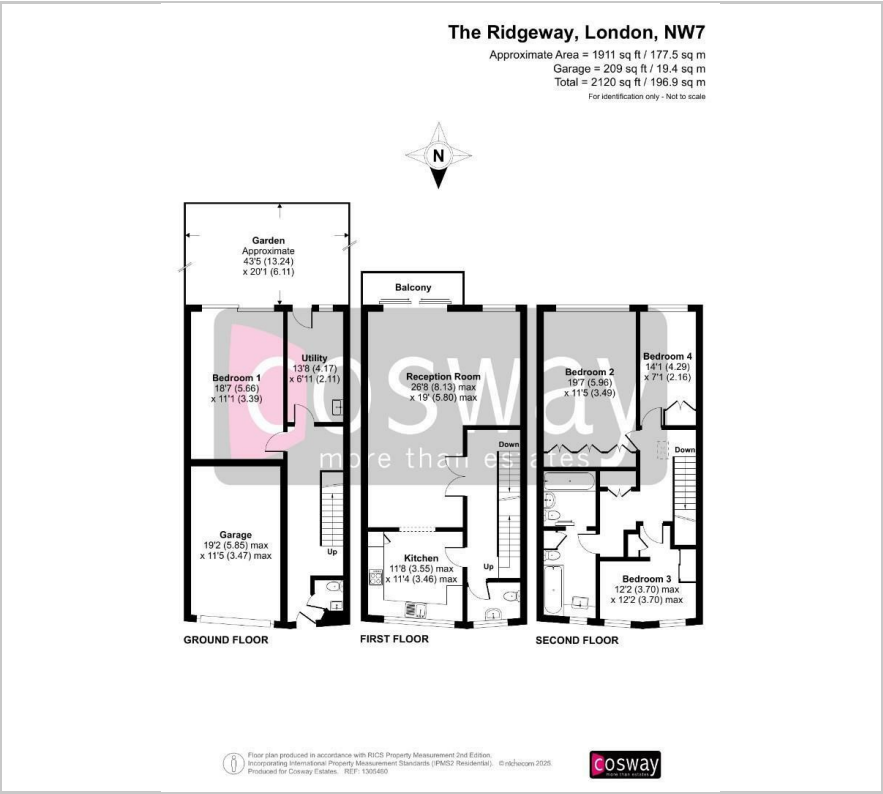 The Ridgeway, London, NW7
Approximate Area = 1911 sq ft / 177.5 sq m
Garage = 209 sq ft / 19.4 sq m
Total = 2120 sq ft / 196.9 sq m
For identification only - Not to scale
N
Garden
Approximate
43'5 (13.24)
x 20'1 (6.11)
Bedroom 1
18'7 (5.66)
x 11'1 (3.39)
Utility
13'8 (4.17)
x 6'11 (2.11)
Garage
19'2 (5.85) max
x 11'5 (3.47) max
Up
GROUND FLOOR
Balcony
Reception Room
26'8 (8.13) max
x 19' (5.80) max
Down
Kitchen
11'8 (3.55) max
x 11'4 (3.46) max
Up
FIRST FLOOR
Bedroom 2
19'7 (5.96)
x 11'5 (3.49)
Bedroom 4
14'1 (4.29)
x 7'1 (2.16)
Down
Bedroom 3
12'2 (3.70) max
x 12'2 (3.70) max
SECOND FLOOR
cosway
more than estates
Floor plan produced in accordance with RICS Property Measurement 2nd Edition,
Incorporating International Property Measurement Standards (IPMS2 Residential). © nichecom 2025.
Produced for Cosway Estates. REF: 1305460
cosway
more than estates